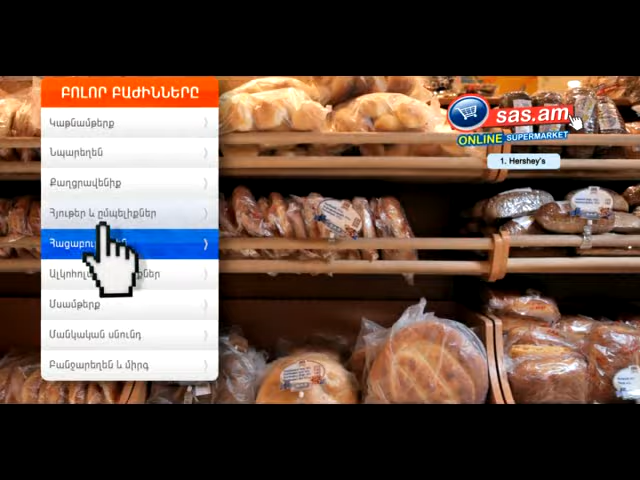 ԲՈԼՈՐ ԲԱԺԻՆՆԵՐԸ
Կաթնամթերք
Նպարեղեն
Քաղցրավենիք
Հյութեր և ըմպելիքներ
Մսամթերք
Մանկական սնունդ
Բանջարեղեն և միրգ
sas.am
ONLINE SUPERMARKET
1. Hershey's